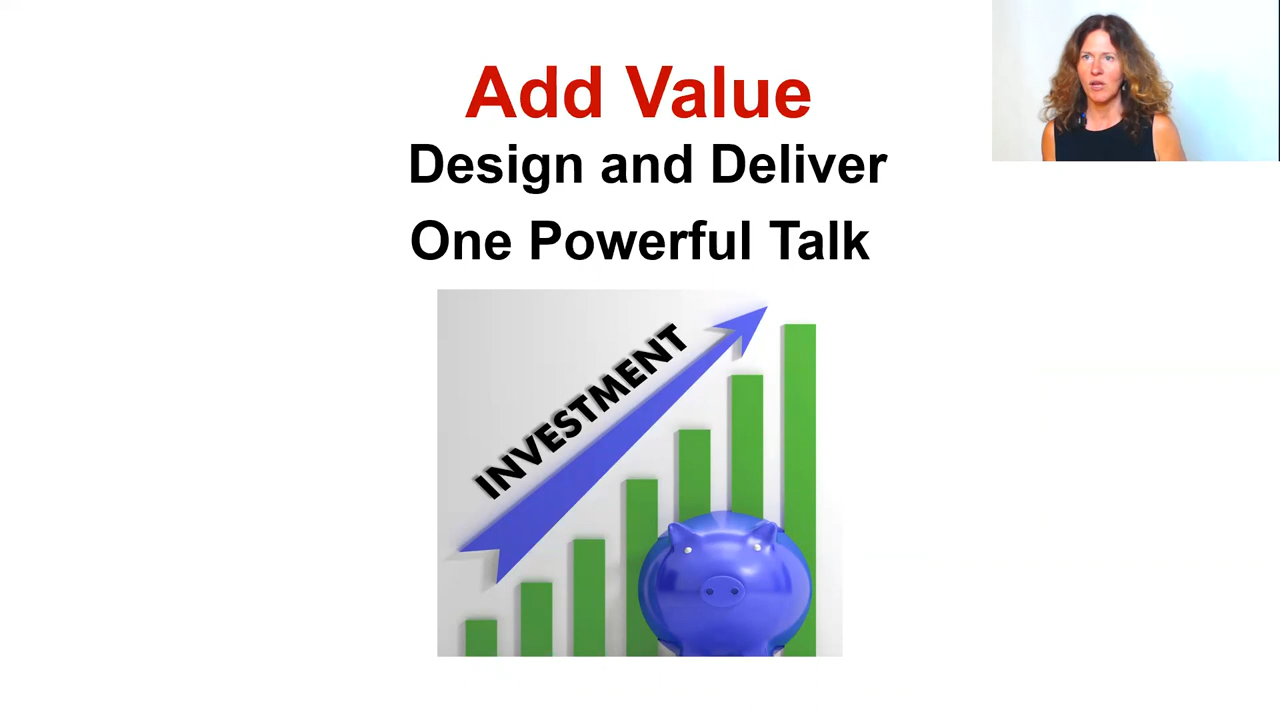 Add Value
Design and Deliver
One Powerful Talk
INVESTMENT